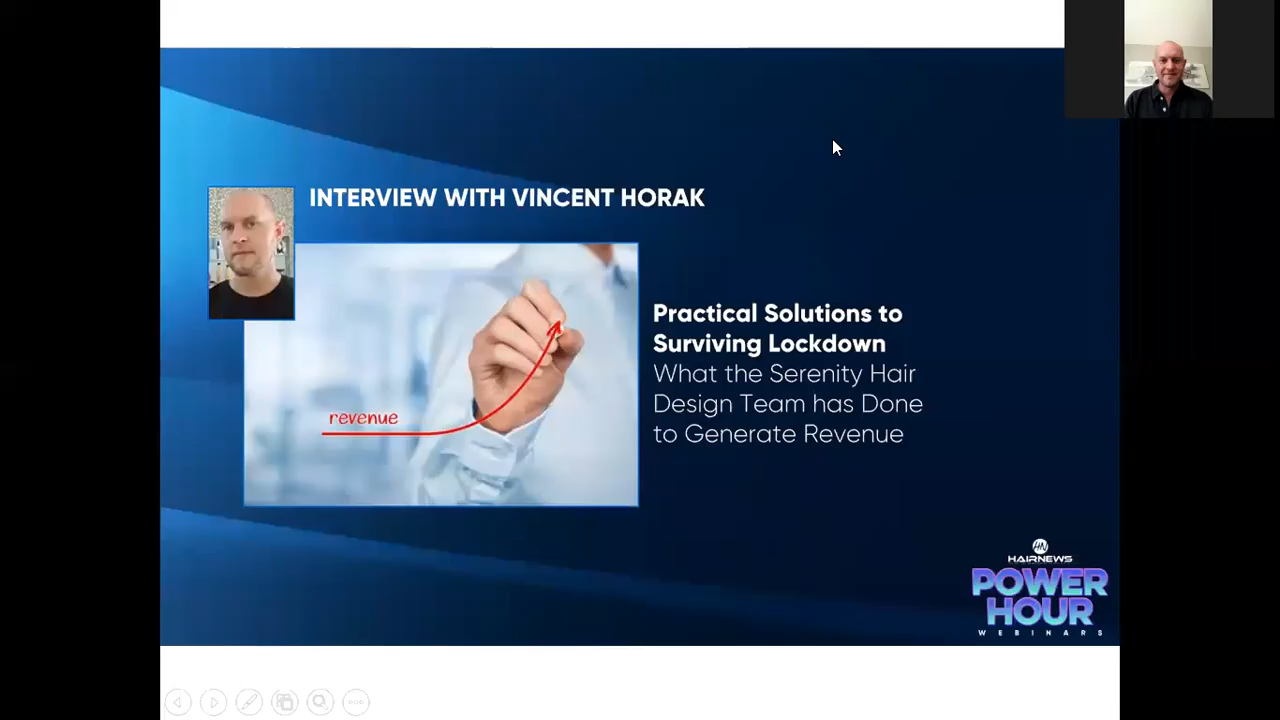 INTERVIEW WITH VINCENT HORAK
revenue
Practical Solutions to
Surviving Lockdown
What the Serenity Hair
Design Team has Done
to Generate Revenue
HN
HAIRNEWS
POWER
HOUR
WEBINARS